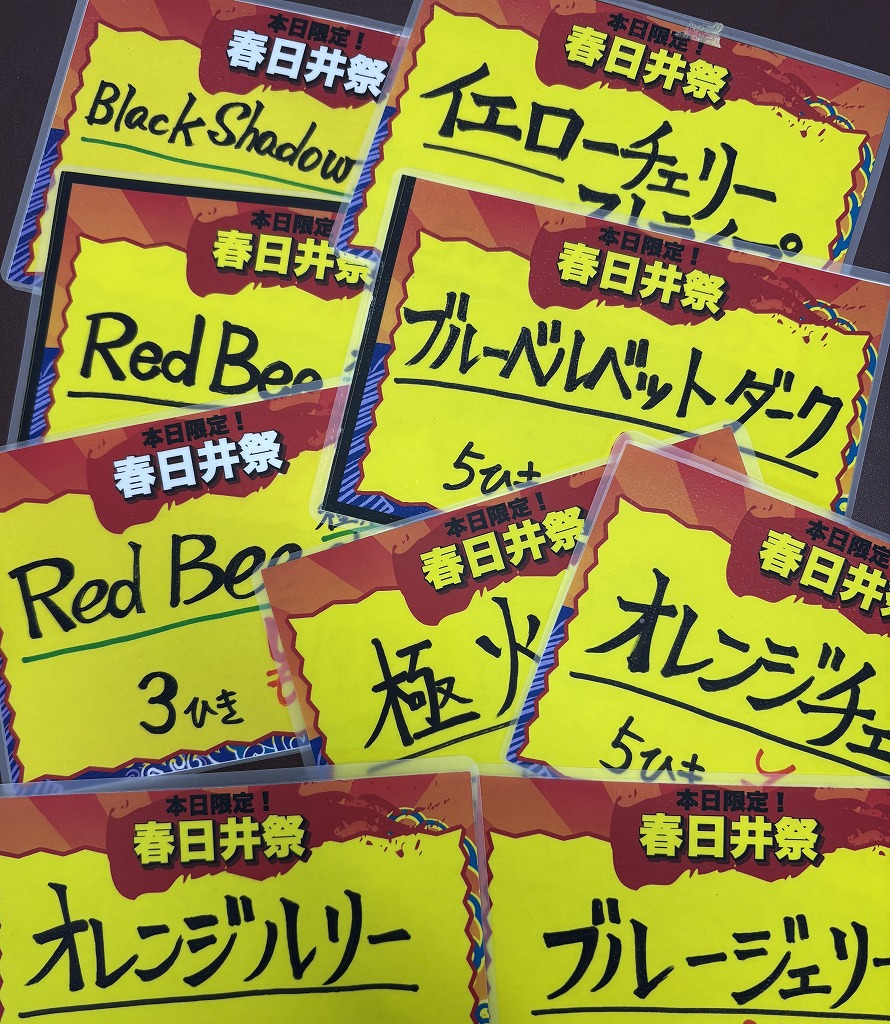 本日限定！
春日井祭
Black Shadow
本日限定！
春日井祭
イエローチェリー
本日限定
春日井祭
Red Bee
本日限定！
春日井祭
ブルーベルベットダーク
5ひき
本日限定！
春日井祭
Red Bee
3ひき
本日限定！
春日井祭
極火
本日限定
春日井祭
オレンジチェ
5ひき
本日限定！
春日井祭
オレンジルリー
本日限定！
春日井祭
ブルージェリー